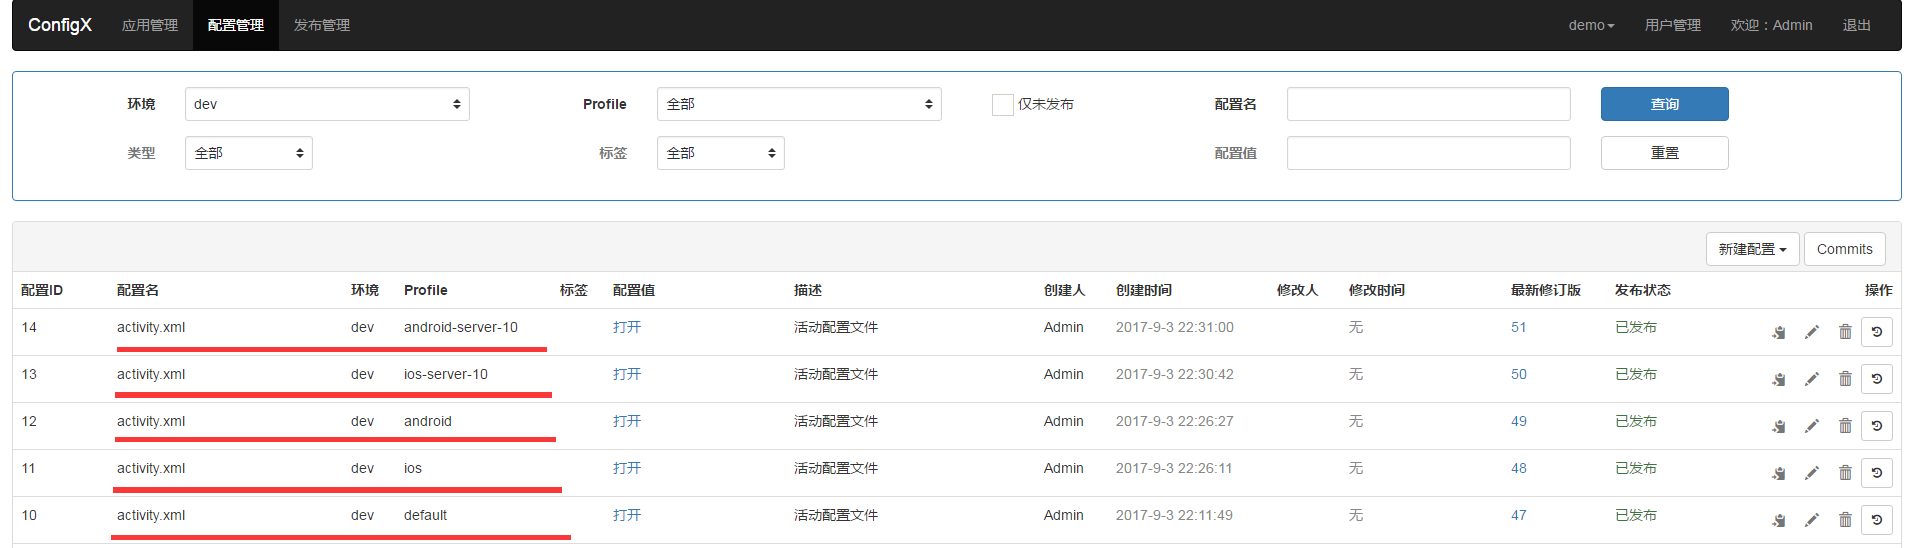 ConfigX 应用管理 配置管理 发布管理 demo 用户管理 欢迎：Admin 退出
环境 dev Profile 全部 仅未发布 配置名 查询
类型 全部 标签 全部 配置值 重置
新建配置 Commits
配置ID 配置名 环境 Profile 标签 配置值 描述 创建人 创建时间 修改人 修改时间 最新修订版 发布状态 操作
14 activity.xml dev android-server-10 打开 活动配置文件 Admin 2017-9-3 22:31:00 无 51 已发布
13 activity.xml dev ios-server-10 打开 活动配置文件 Admin 2017-9-3 22:30:42 无 50 已发布
12 activity.xml dev android 打开 活动配置文件 Admin 2017-9-3 22:26:27 无 49 已发布
11 activity.xml dev ios 打开 活动配置文件 Admin 2017-9-3 22:26:11 无 48 已发布
10 activity.xml dev default 打开 活动配置文件 Admin 2017-9-3 22:11:49 无 47 已发布